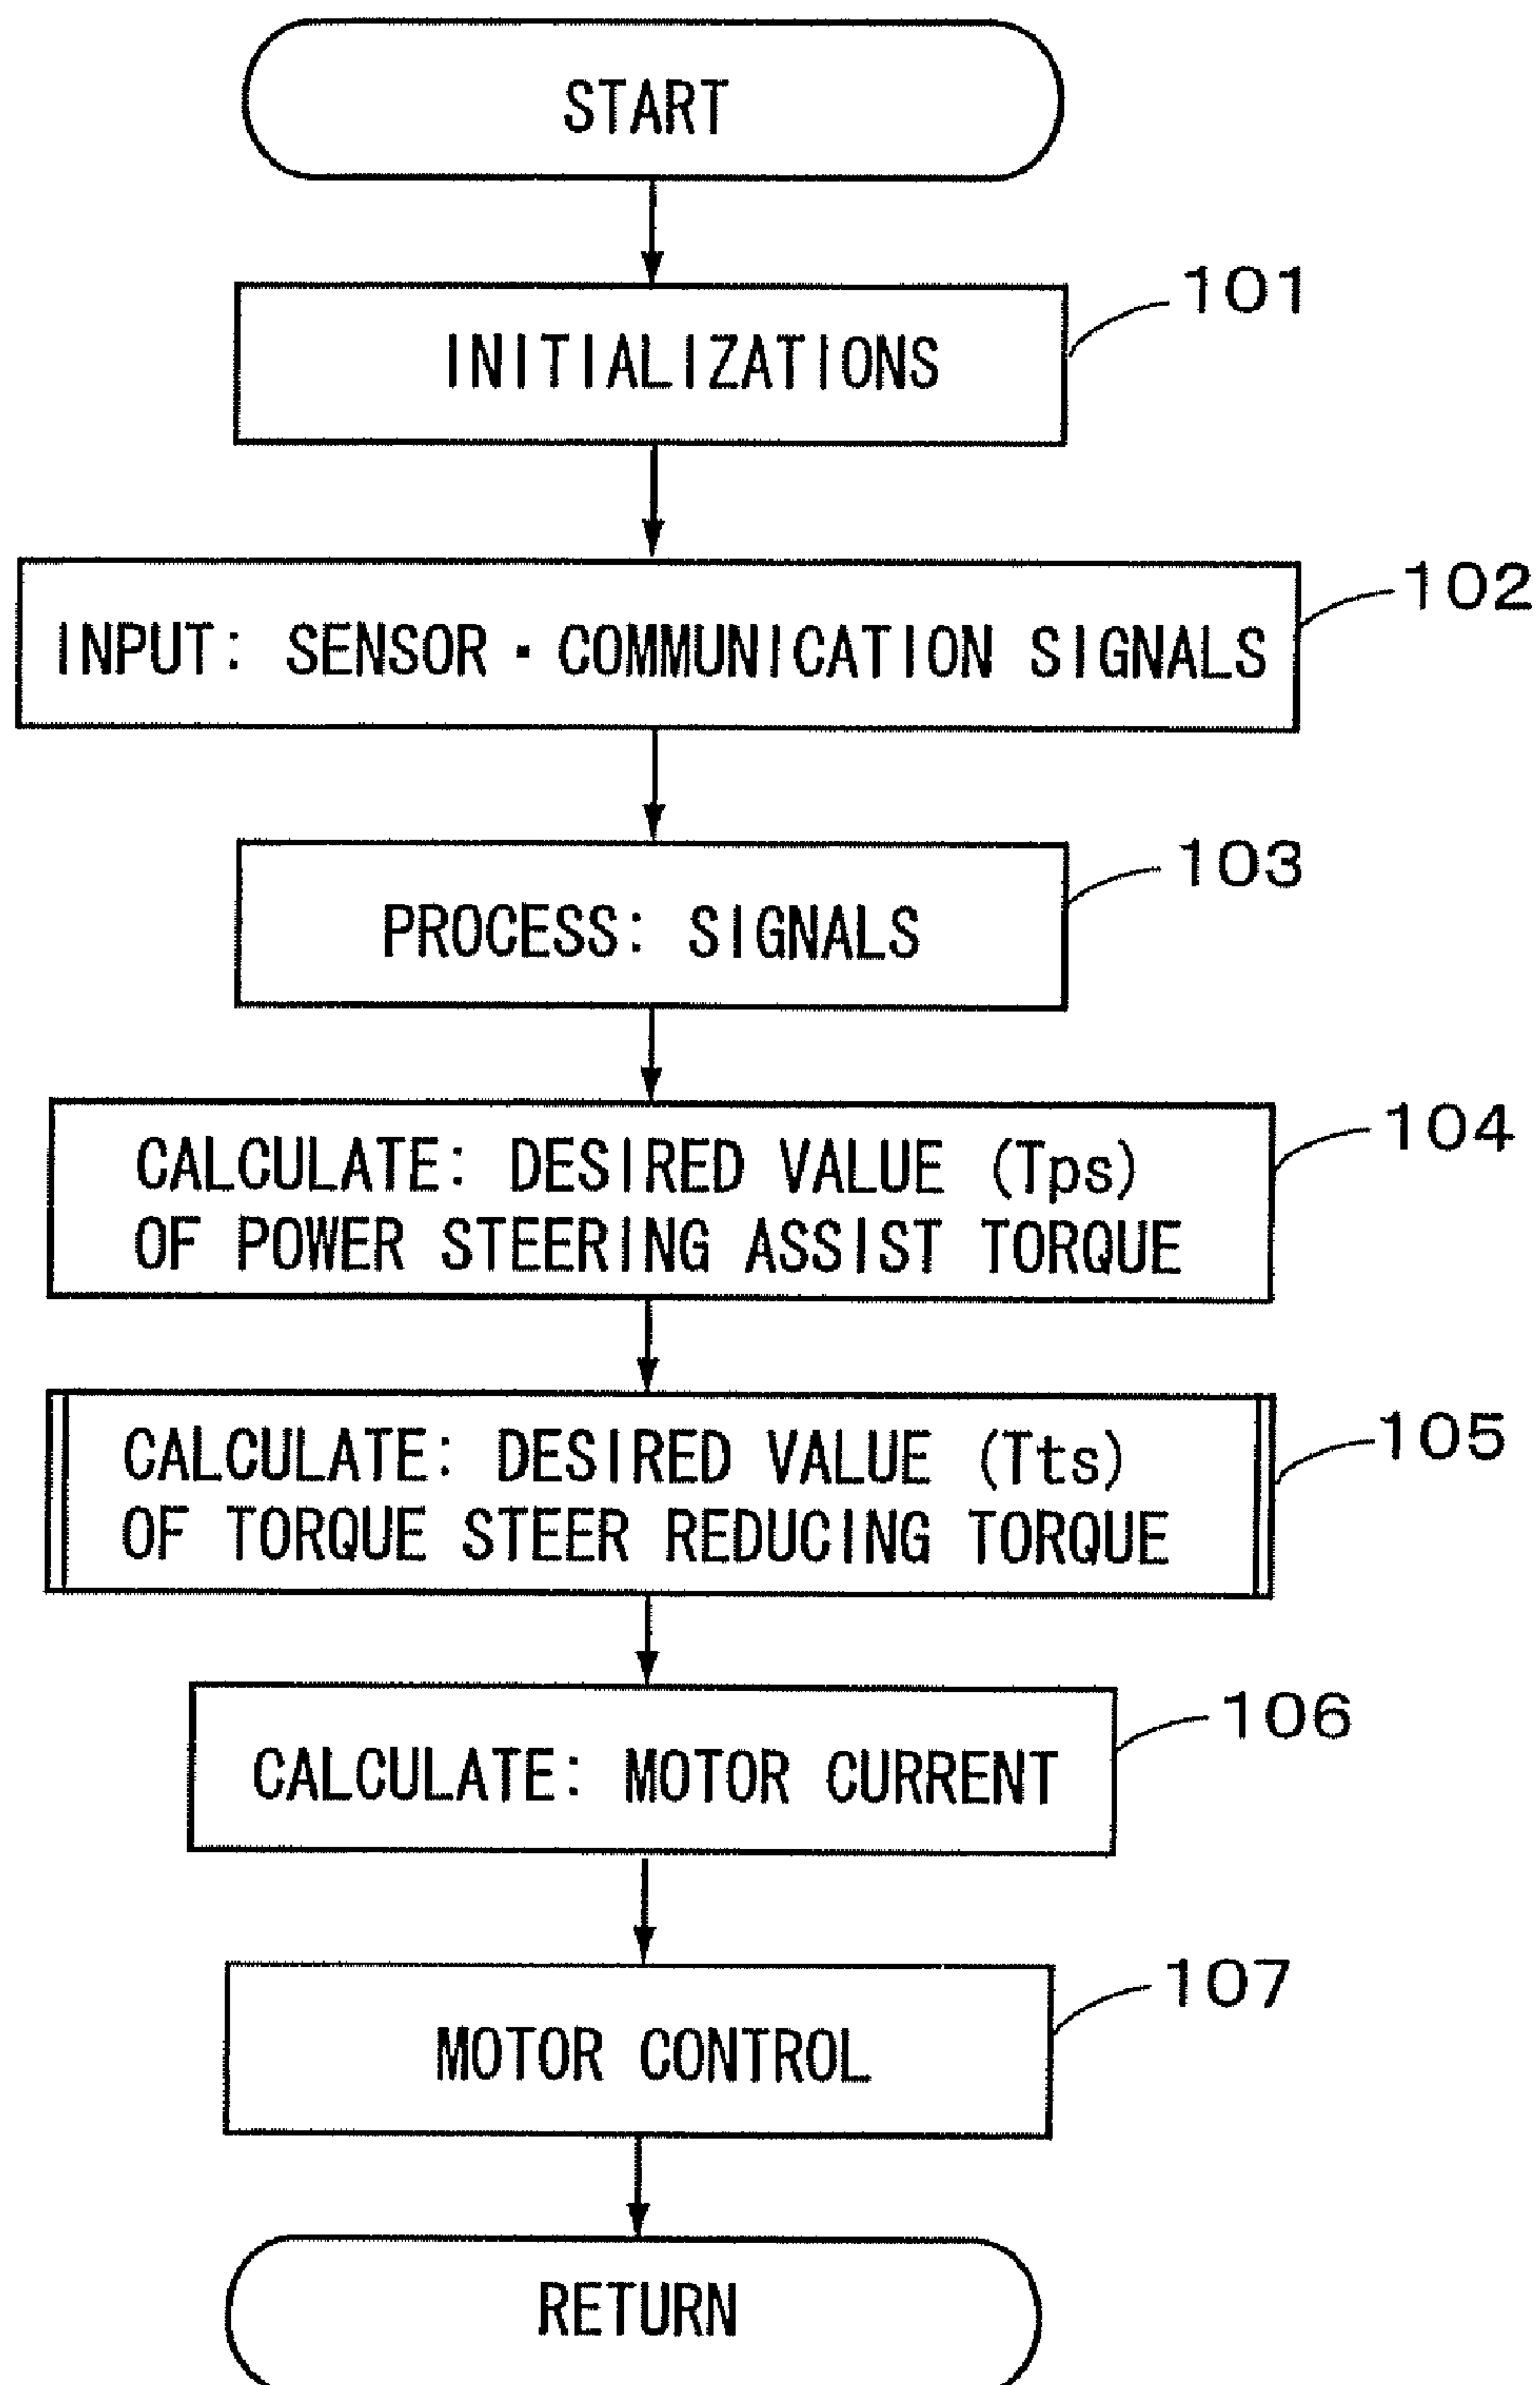 START
101
INITIALIZATIONS
102
INPUT: SENSOR・COMMUNICATION SIGNALS
103
PROCESS: SIGNALS
104
CALCULATE: DESIRED VALUE (Tps)
OF POWER STEERING ASSIST TORQUE
105
CALCULATE: DESIRED VALUE (Tts)
OF TORQUE STEER REDUCING TORQUE
106
CALCULATE: MOTOR CURRENT
107
MOTOR CONTROL
RETURN